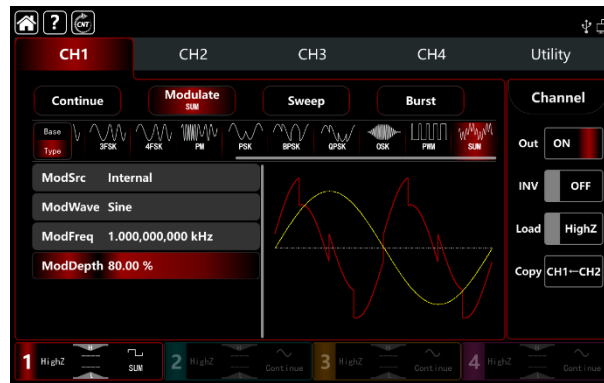 ? CNT
CH1 CH2 CH3 CH4 Utility
Continue Modulate SUM Sweep Burst Channel
Base Type 3FSK 4FSK PM PSK BPSK QPSK OSK PWM SUM
Out ON
ModSrc Internal
INV OFF
ModWave Sine
ModFreq 1.000,000,000 kHz
Load HighZ
ModDepth 80.00 %
Copy CH1←CH2
1 HighZ H L SUM 2 HighZ Continue 3 HighZ Continue 4 HighZ Continue